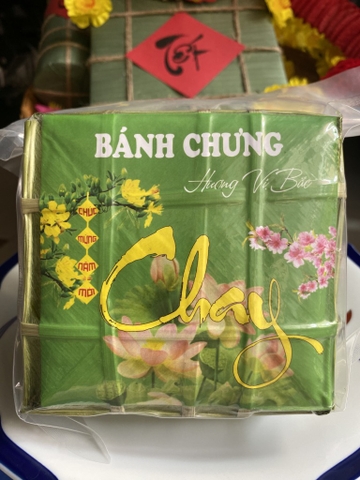 Tết
BÁNH CHƯNG
Hương Vị Bắc
CHÚC
MỪNG
NĂM
MỚI
Chay